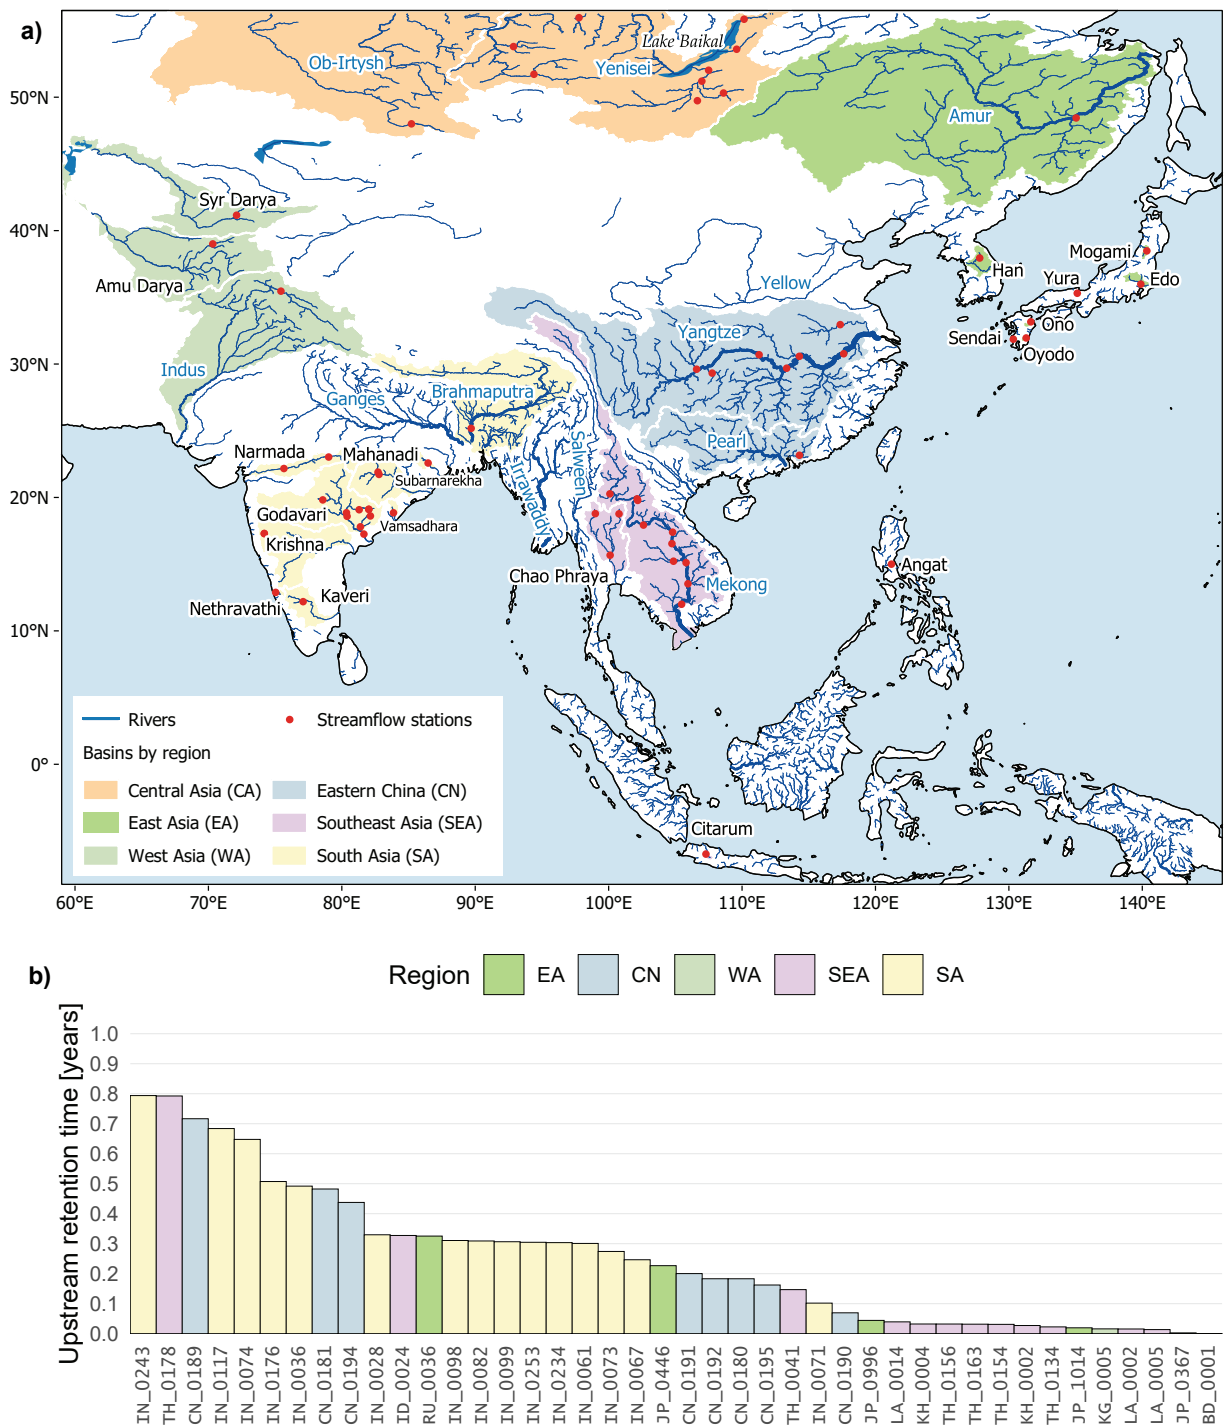 a)
Lake Baikal
Ob-Irtysh
Yenisei
50°N
Amur
Syr Darya
40°N
Mogami
Amu Darya
Han
Yura
Edo
Yellow
Yangtze
Ono
Sendai
Oyodo
30°N
Indus
Ganges
Brahmaputra
Narmada
Mahanadi
Salween
Pearl
Subarnarekha
Irrawaddy
20°N
Godavari
Vamsadhara
Krishna
Chao Phraya
Mekong
Angat
Nethravathi
Kaveri
10°N
Rivers
Streamflow stations
Basins by region
0°
Central Asia (CA)
Eastern China (CN)
East Asia (EA)
Southeast Asia (SEA)
West Asia (WA)
South Asia (SA)
Citarum
60°E 70°E 80°E 90°E 100°E 110°E 120°E 130°E 140°E
b)
Region EA CN WA SEA SA
Upstream retention time [years]
1.0
0.9
0.8
0.7
0.6
0.5
0.4
0.3
0.2
0.1
0.0
IN_0243
TH_0178
CN_0189
IN_0117
IN_0074
IN_0176
IN_0036
CN_0181
CN_0194
IN_0028
ID_0024
RU_0036
IN_0098
IN_0082
IN_0099
IN_0253
IN_0234
IN_0061
IN_0073
IN_0067
JP_0446
CN_0191
CN_0192
CN_0180
CN_0195
TH_0041
IN_0071
CN_0190
JP_0996
LA_0014
KH_0004
TH_0156
TH_0163
TH_0154
KH_0002
TH_0134
JP_1014
KG_0005
LA_0002
LA_0005
JP_0367
BD_0001